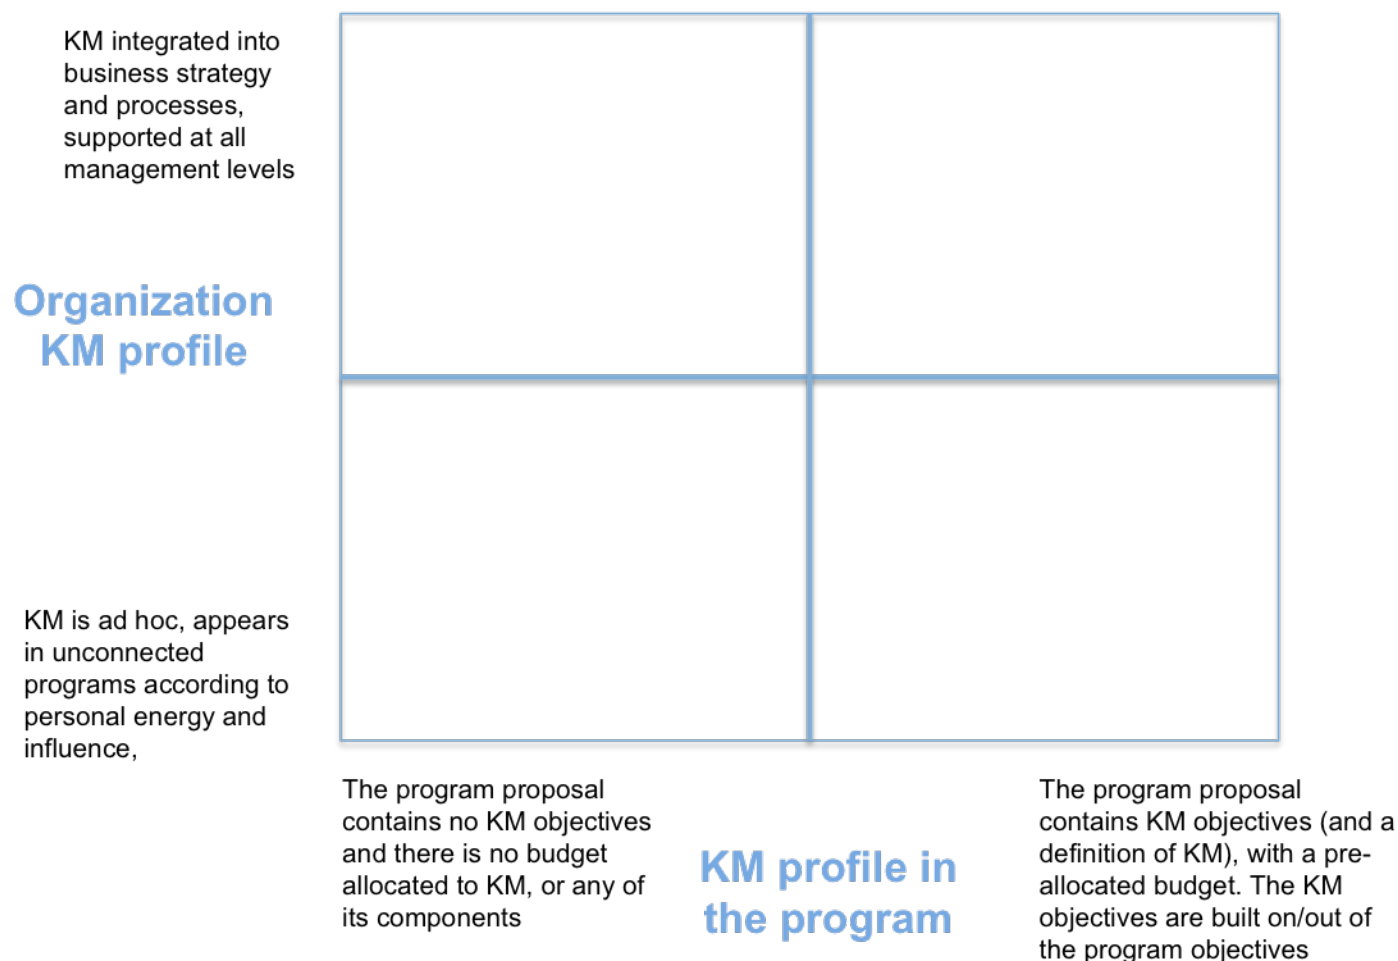 KM integrated into
business strategy
and processes,
supported at all
management levels
Organization
KM profile
KM is ad hoc, appears
in unconnected
programs according to
personal energy and
influence,
The program proposal
contains no KM objectives
and there is no budget
allocated to KM, or any of
its components
KM profile in
the program
The program proposal
contains KM objectives (and a
definition of KM), with a pre-
allocated budget. The KM
objectives are built on/out of
the program objectives